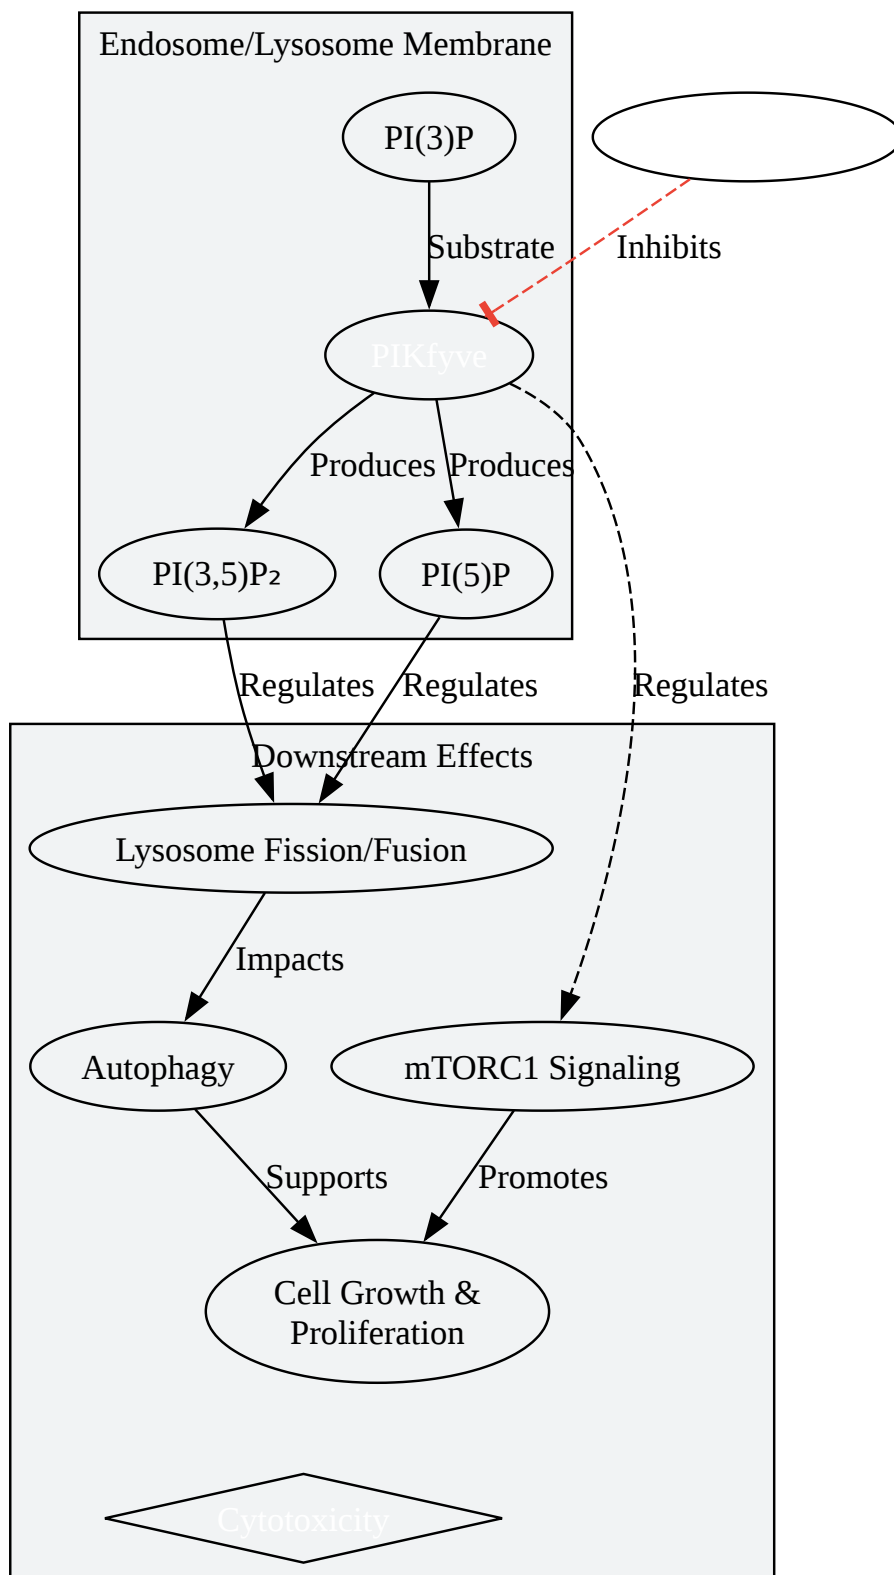 Endosome/Lysosome Membrane
PI(3)P
Substrate
Inhibits
PIKfyve
Produces
Produces
PI(3,5)P₂
PI(5)P
Regulates
Regulates
Regulates
Downstream Effects
Lysosome Fission/Fusion
Impacts
Autophagy
mTORC1 Signaling
Supports
Promotes
Cell Growth &
Proliferation
Cytotoxicity